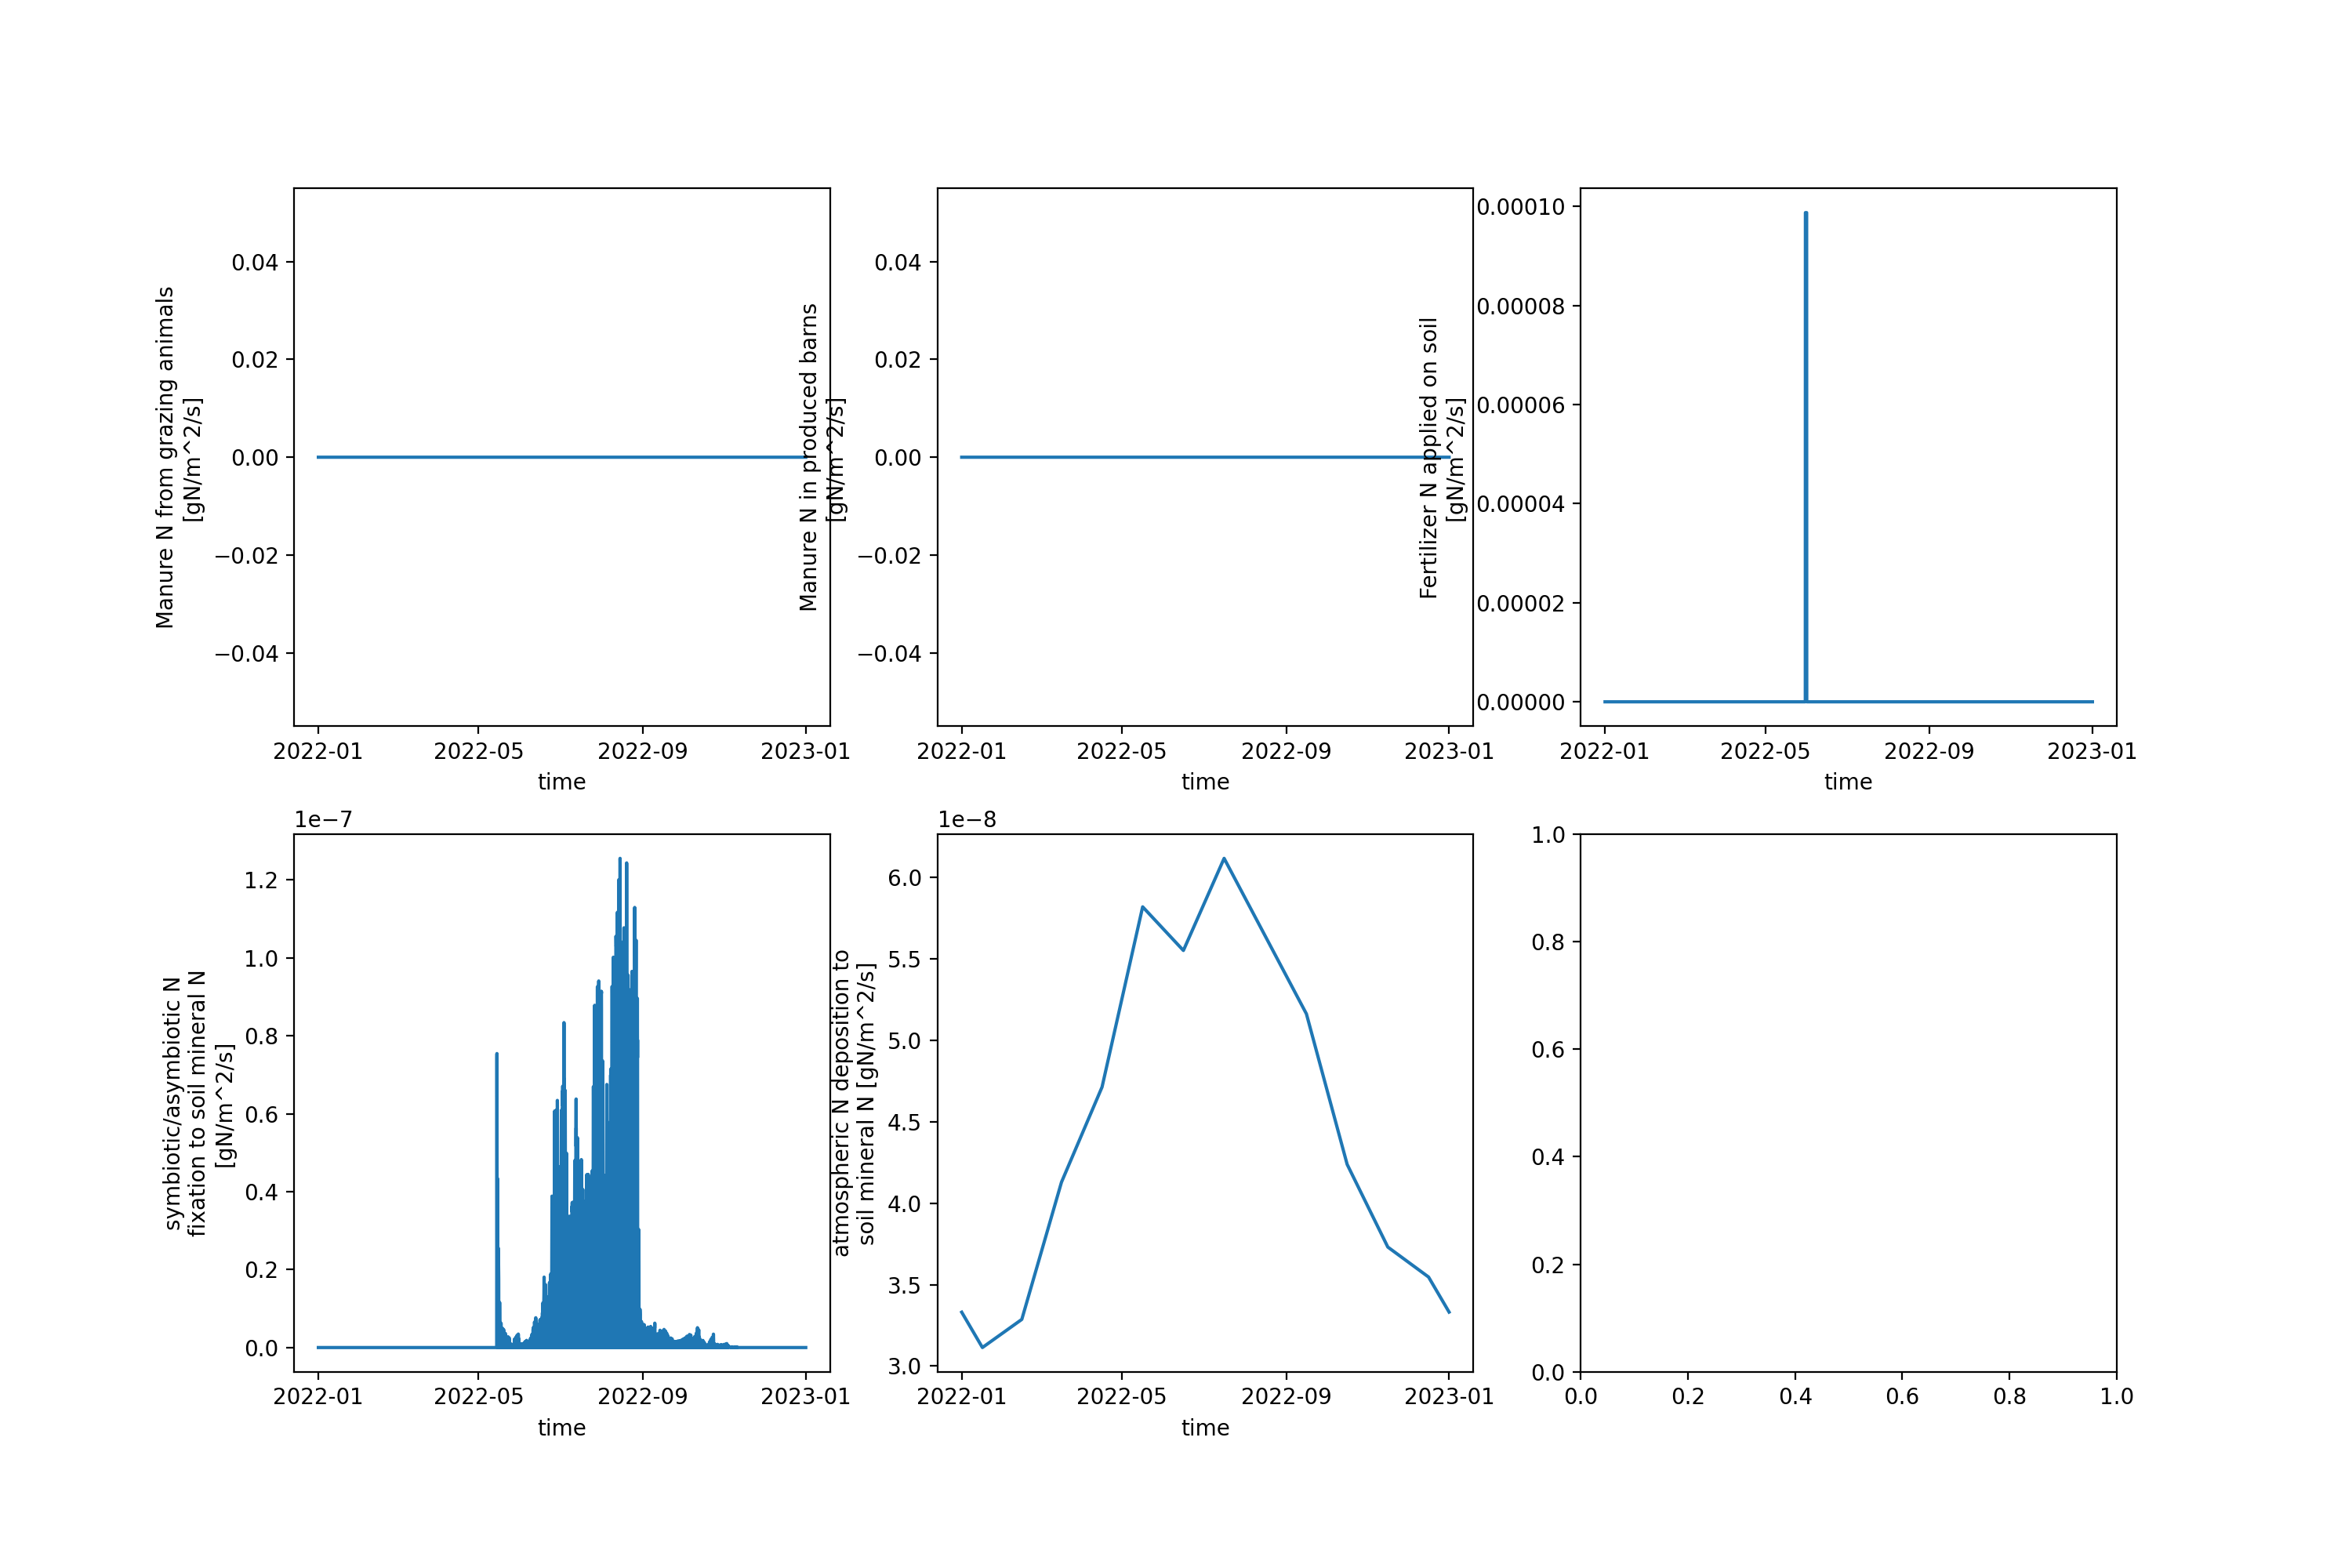 Manure N from grazing animals
[gN/m^2/s]
0.04
0.02
0.00
−0.02
−0.04
2022-01 2022-05 2022-09 2023-01
time
Manure N in produced barns
[gN/m^2/s]
0.04
0.02
0.00
−0.02
−0.04
2022-01 2022-05 2022-09 2023-01
time
Fertilizer N applied on soil
[gN/m^2/s]
0.00010
0.00008
0.00006
0.00004
0.00002
0.00000
2022-01 2022-05 2022-09 2023-01
time
1e−7
symbiotic/asymbiotic N
fixation to soil mineral N
[gN/m^2/s]
1.2
1.0
0.8
0.6
0.4
0.2
0.0
2022-01 2022-05 2022-09 2023-01
time
1e−8
atmospheric N deposition to
soil mineral N [gN/m^2/s]
6.0
5.5
5.0
4.5
4.0
3.5
3.0
2022-01 2022-05 2022-09 2023-01
time
1.0
0.8
0.6
0.4
0.2
0.0
0.0 0.2 0.4 0.6 0.8 1.0